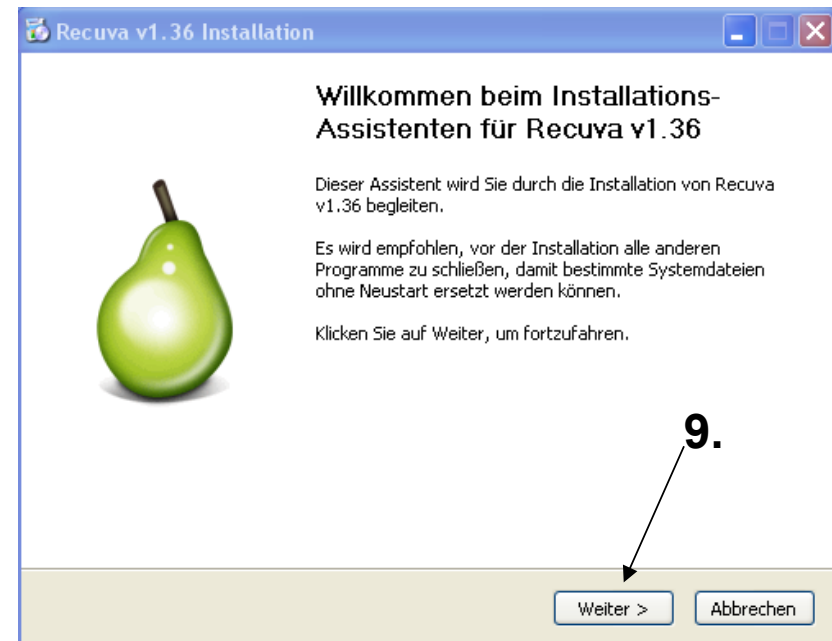 Recuva v1.36 Installation
Willkommen beim Installations-
Assistenten für Recuva v1.36
Dieser Assistent wird Sie durch die Installation von Recuva
v1.36 begleiten.
Es wird empfohlen, vor der Installation alle anderen
Programme zu schließen, damit bestimmte Systemdateien
ohne Neustart ersetzt werden können.
Klicken Sie auf Weiter, um fortzufahren.
9.
Weiter > Abbrechen